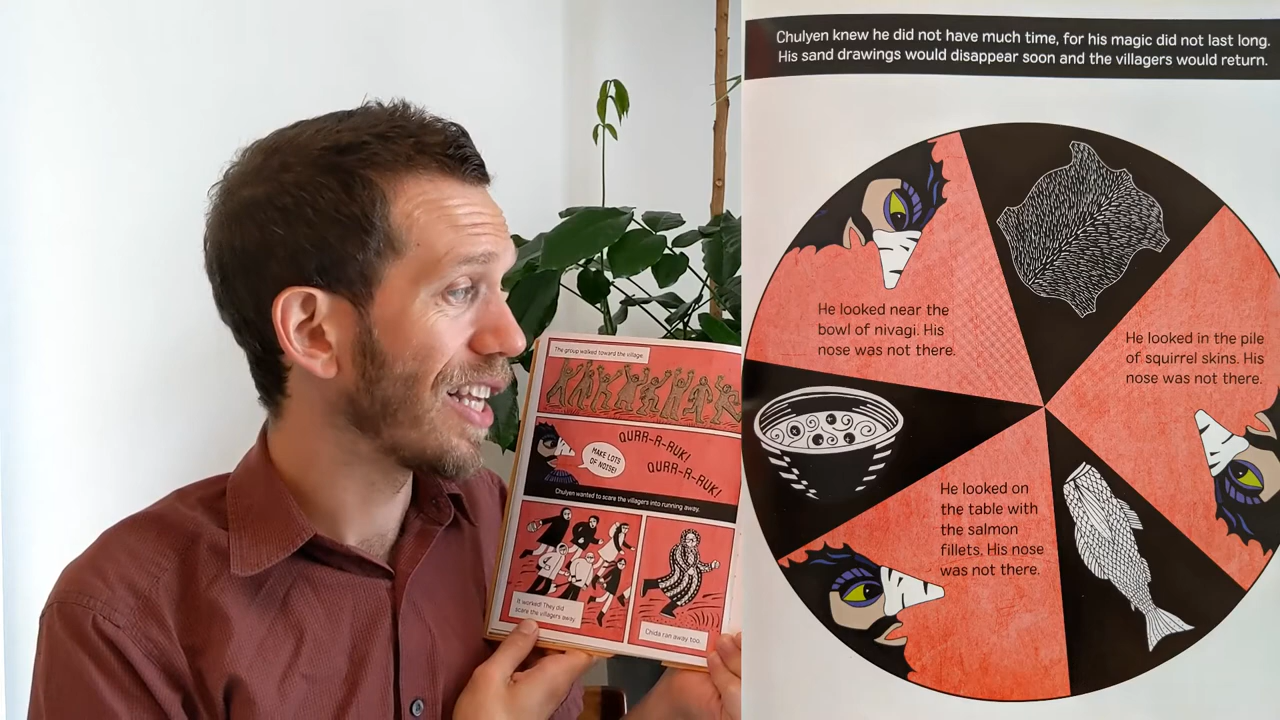 The group walked toward the village.
QURR-R-RUK!
MAKE LOTS
OF NOISE!
QURR-R-RUK!
Chulyen wanted to scare the villagers into running away.
It worked! They did
scare the villagers away.
Chida ran away too.
Chulyen knew he did not have much time, for his magic did not last long.
His sand drawings would disappear soon and the villagers would return.
He looked near the
bowl of nivagi. His
nose was not there.
He looked in the pile
of squirrel skins. His
nose was not there.
He looked on
the table with
the salmon
fillets. His nose
was not there.